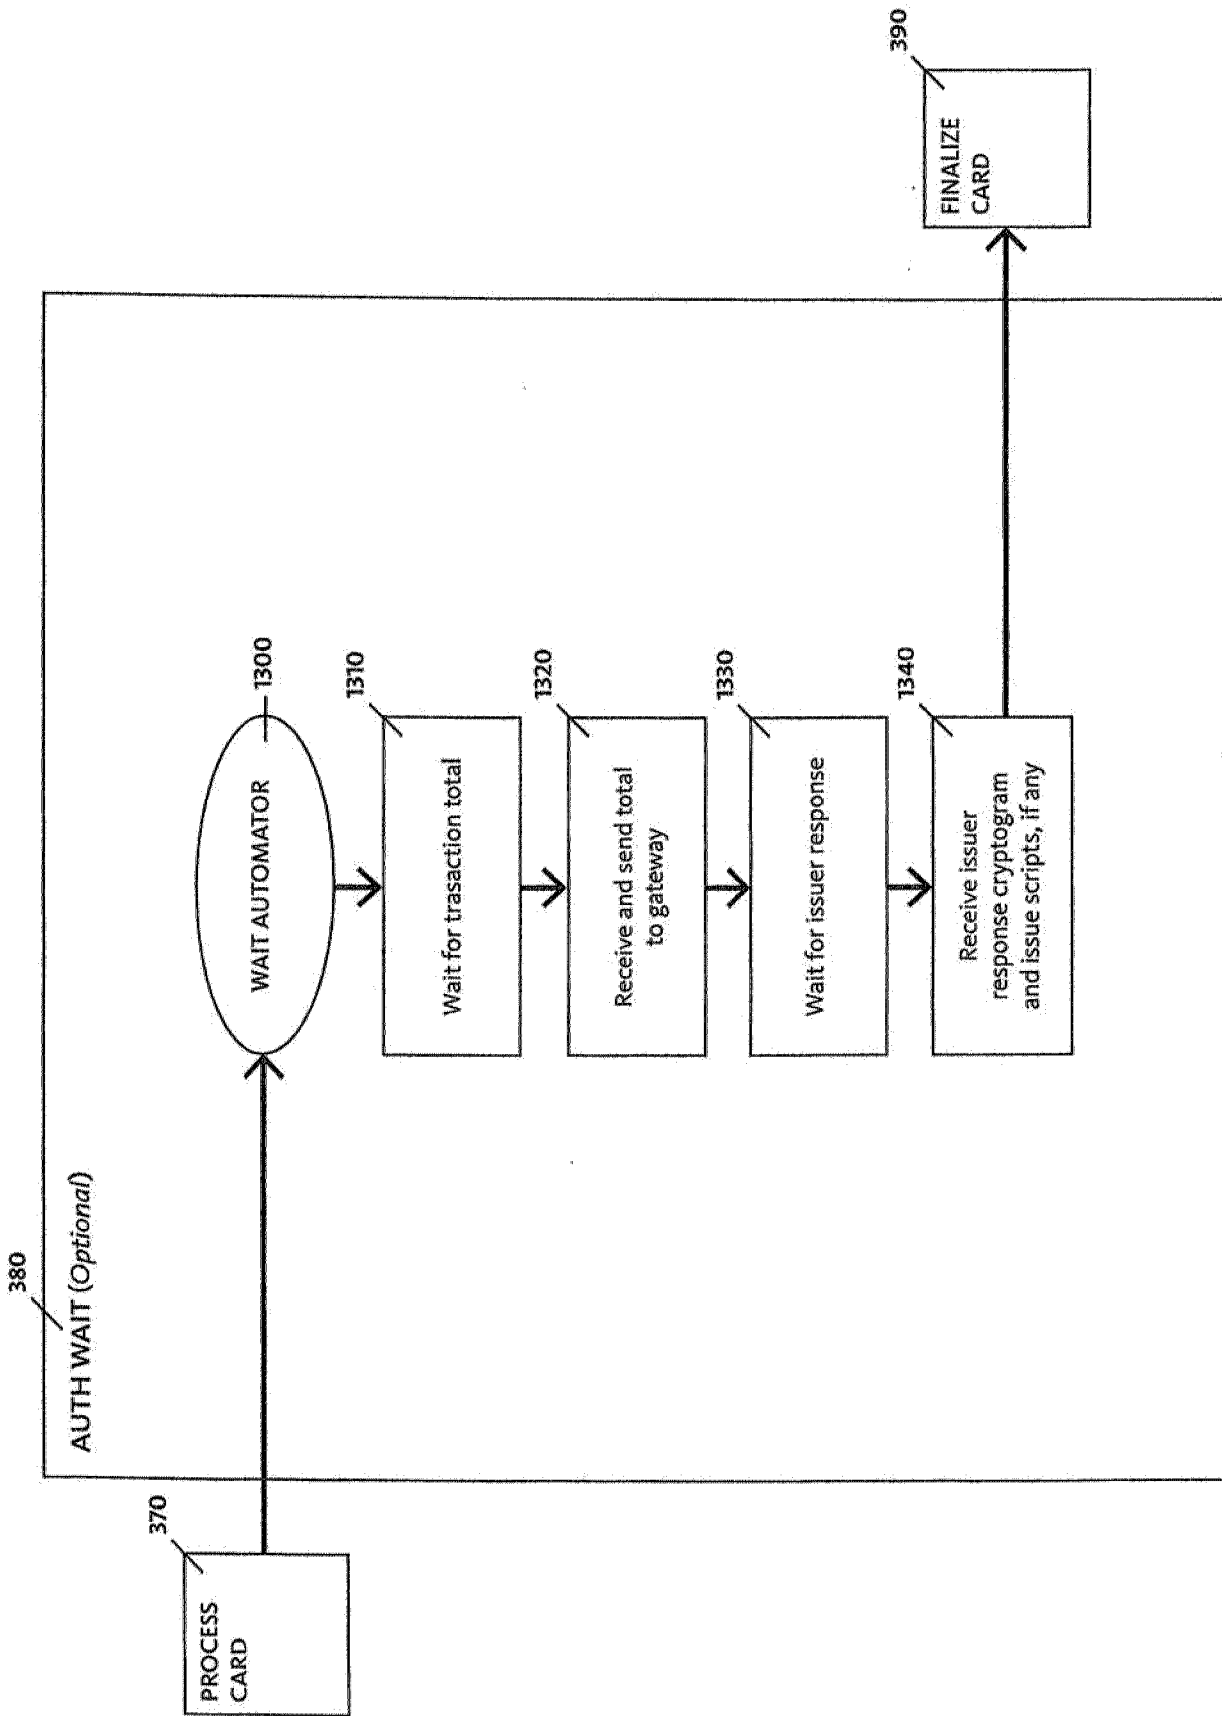 380
AUTH WAIT (Optional)
370
PROCESS
CARD
WAIT AUTOMATOR
1300
1310
Wait for trasaction total
1320
Receive and send total
to gateway
1330
Wait for issuer response
1340
Receive issuer
response cryptogram
and issue scripts, if any
390
FINALIZE
CARD